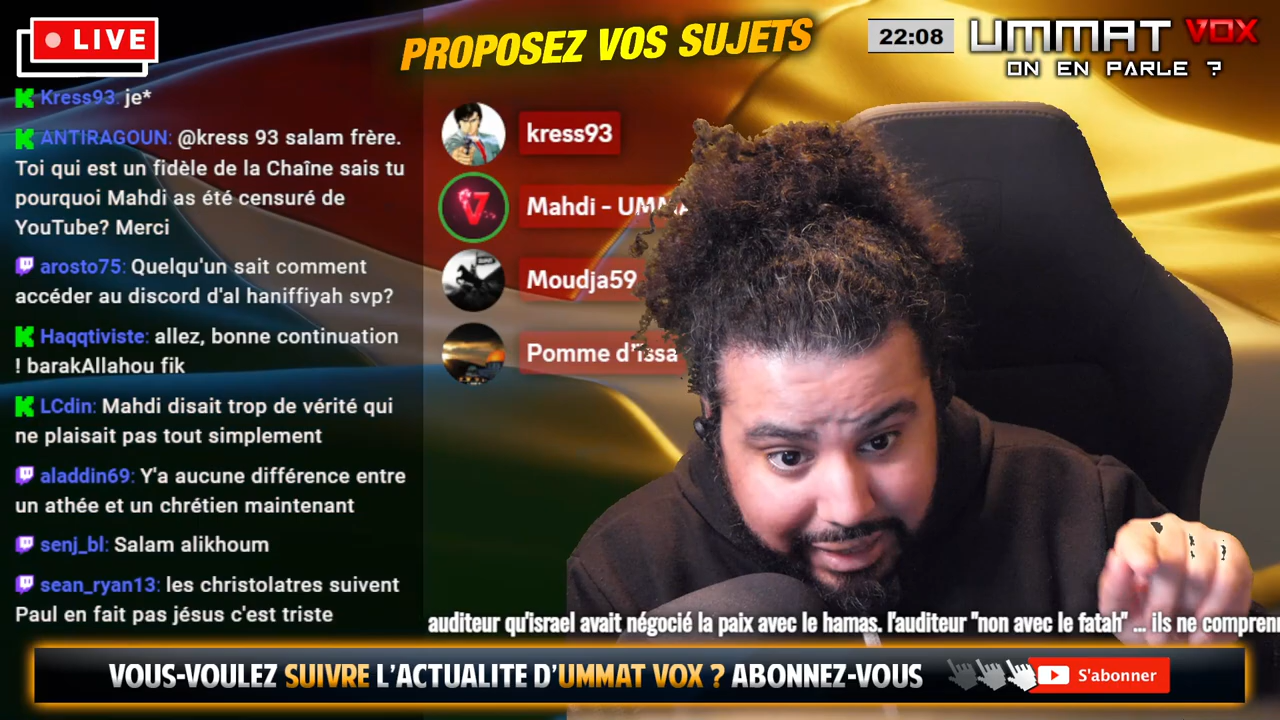 LIVE
PROPOSEZ VOS SUJETS
22:08
UMMAT VOX
ON EN PARLE ?
Kress93: je*
ANTIRAGOUN: @kress 93 salam frère.
Toi qui est un fidèle de la Chaîne sais tu
pourquoi Mahdi as été censuré de
YouTube? Merci
arosto75: Quelqu'un sait comment
accéder au discord d'al haniffiyah svp?
Haqqtiviste: allez, bonne continuation
! barakAllahou fik
LCdin: Mahdi disait trop de vérité qui
ne plaisait pas tout simplement
aladdin69: Y'a aucune différence entre
un athée et un chrétien maintenant
senj_bl: Salam alikhoum
sean_ryan13: les christolatres suivent
Paul en fait pas jésus c'est triste
kress93
Mahdi - UMMA
Moudja59
Pomme d'issa
auditeur qu'israel avait négocié la paix avec le hamas. l'auditeur "non avec le fatah" ... ils ne compren
VOUS-VOULEZ SUIVRE L'ACTUALITE D'UMMAT VOX ? ABONNEZ-VOUS
S'abonner